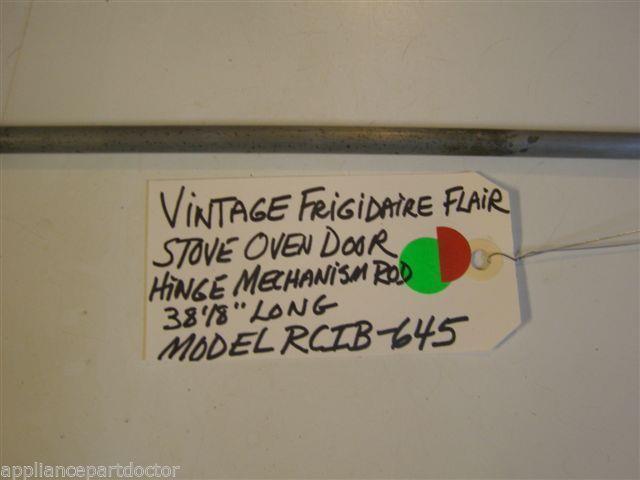 VINTAGE FRIGIDAIRE FLAIR
STOVE OVEN DOOR
HINGE MECHANISM ROD
38 1/8" LONG
MODEL RCIB-645
appliancepartdoctor